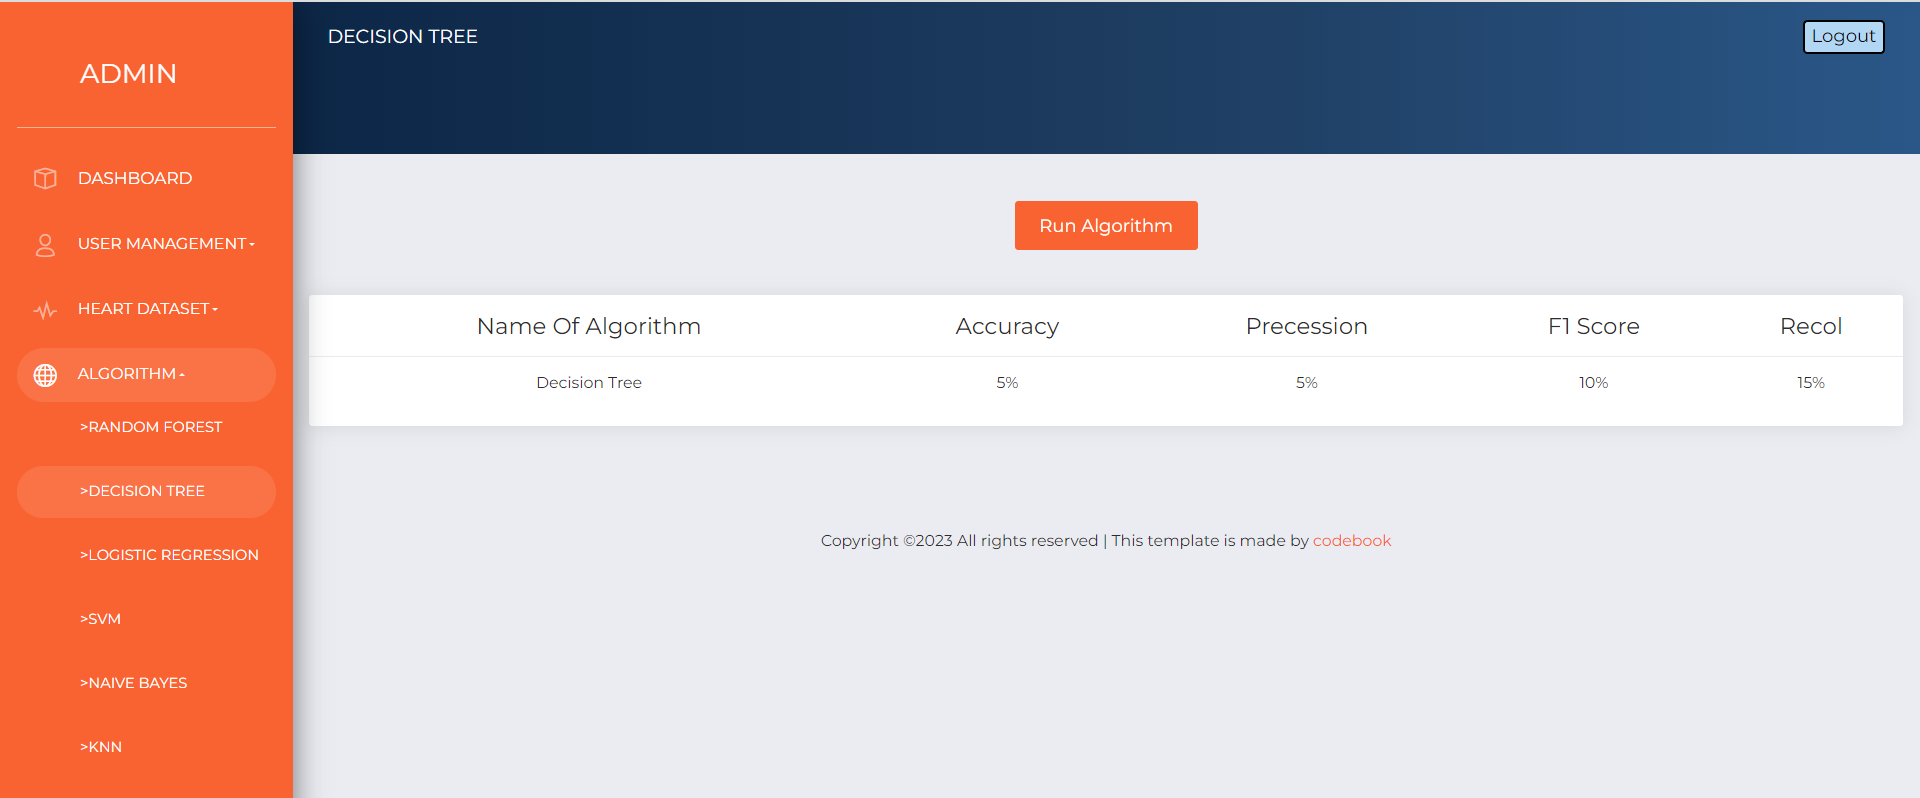 ADMIN
DASHBOARD
USER MANAGEMENT
HEART DATASET
ALGORITHM
>RANDOM FOREST
>DECISION TREE
>LOGISTIC REGRESSION
>SVM
>NAIVE BAYES
>KNN
DECISION TREE
Logout
Run Algorithm
Name Of Algorithm Accuracy Precession F1 Score Recol
Decision Tree 5% 5% 10% 15%
Copyright ©2023 All rights reserved | This template is made by codebook